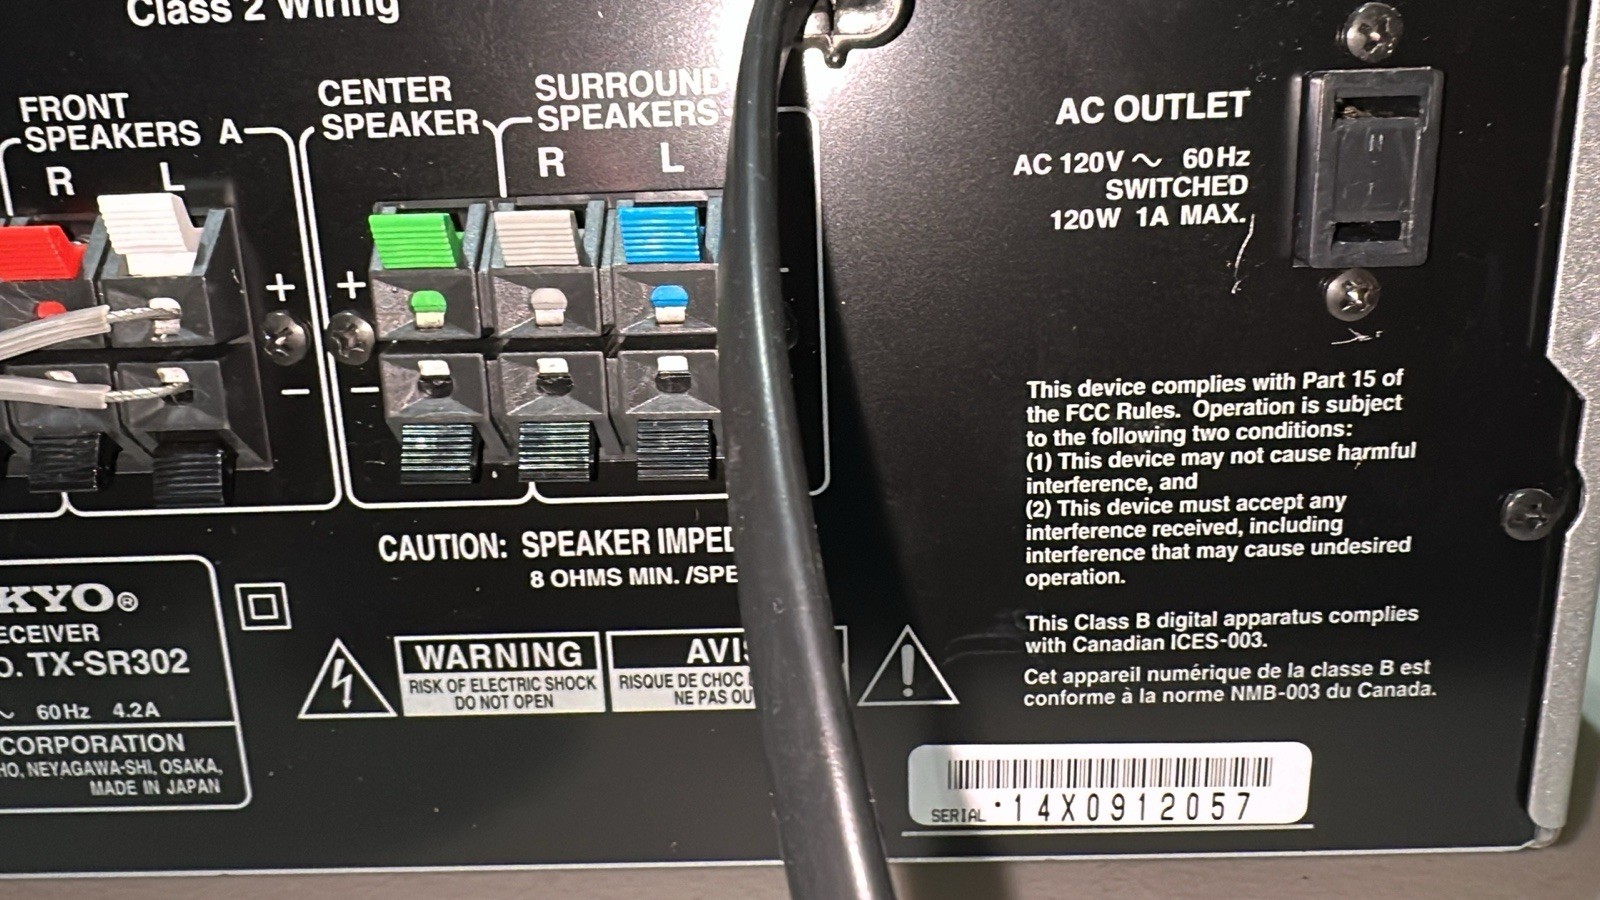 Class 2 Wiring
FRONT
SPEAKERS A
R L
CENTER
SPEAKER
SURROUND
SPEAKERS
R L
+ +
− −
CAUTION: SPEAKER
8 OHMS MIN.
®
TX-SR302
60Hz 4.2A
CORPORATION
NEYAGAWA-SHI, OSAKA,
MADE IN JAPAN
WARNING
RISK OF ELECTRIC SHOCK
DO NOT OPEN
RISQUE DE CHOC
NE PAS
AC OUTLET
AC 120V ~ 60Hz
SWITCHED
120W 1A MAX.
This device complies with Part 15 of
the FCC Rules. Operation is subject
to the following two conditions:
(1) This device may not cause harmful
interference, and
(2) This device must accept any
interference received, including
interference that may cause undesired
operation.
This Class B digital apparatus complies
with Canadian ICES-003.
Cet appareil numérique de la classe B est
conforme à la norme NMB-003 du Canada.
SERIAL 14X0912057